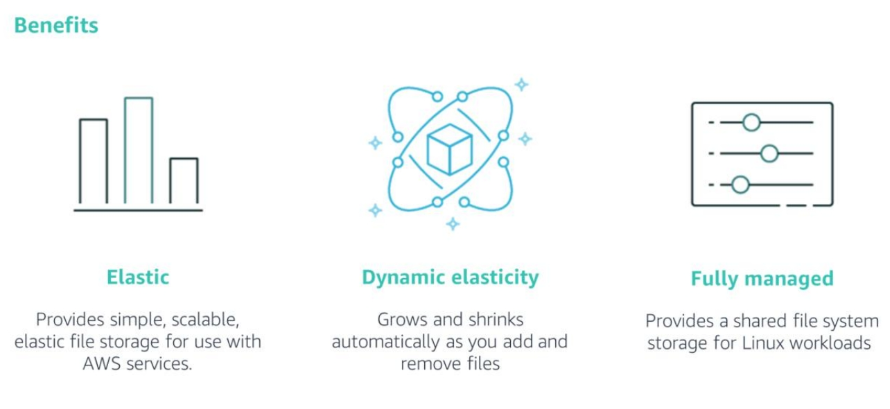 Benefits
Elastic
Provides simple, scalable,
elastic file storage for use with
AWS services.
Dynamic elasticity
Grows and shrinks
automatically as you add and
remove files
Fully managed
Provides a shared file system
storage for Linux workloads